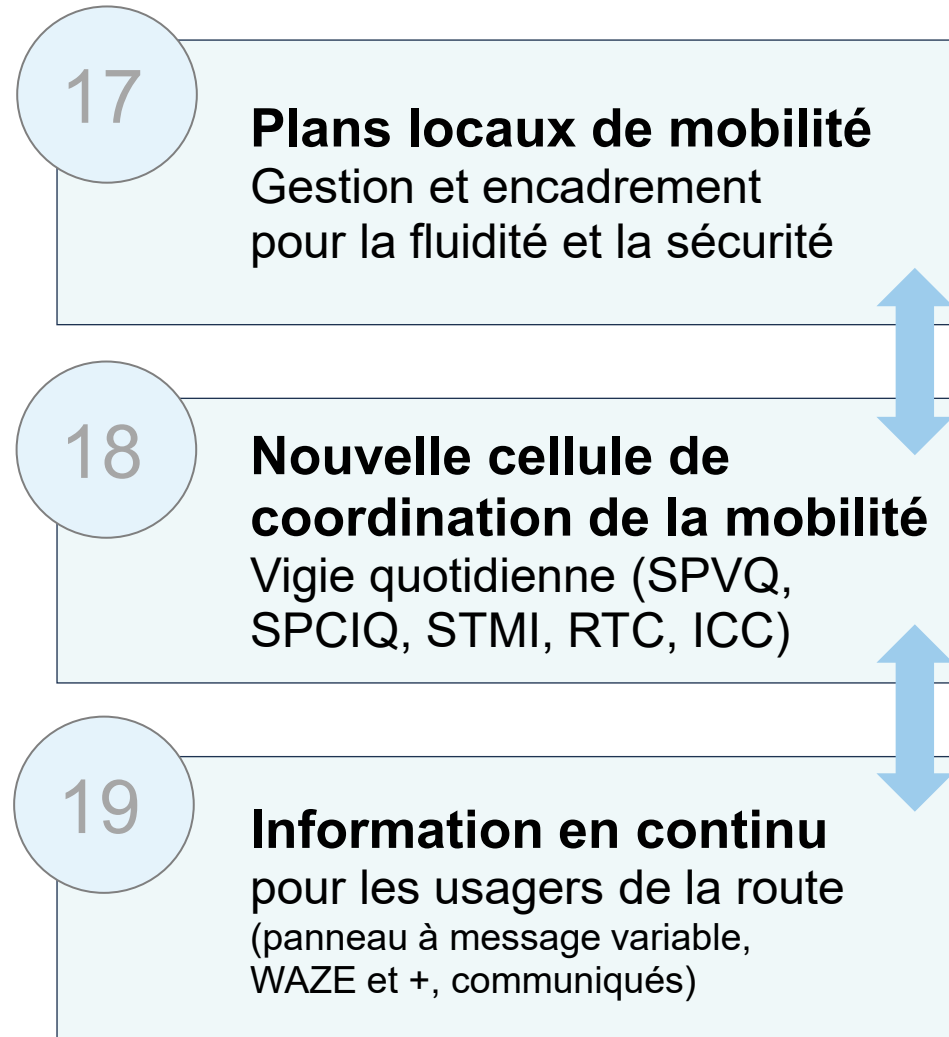 17
Plans locaux de mobilité
Gestion et encadrement
pour la fluidité et la sécurité
18
Nouvelle cellule de
coordination de la mobilité
Vigie quotidienne (SPVQ,
SPCIQ, STMI, RTC, ICC)
19
Information en continu
pour les usagers de la route
(panneau à message variable,
WAZE et +, communiqués)